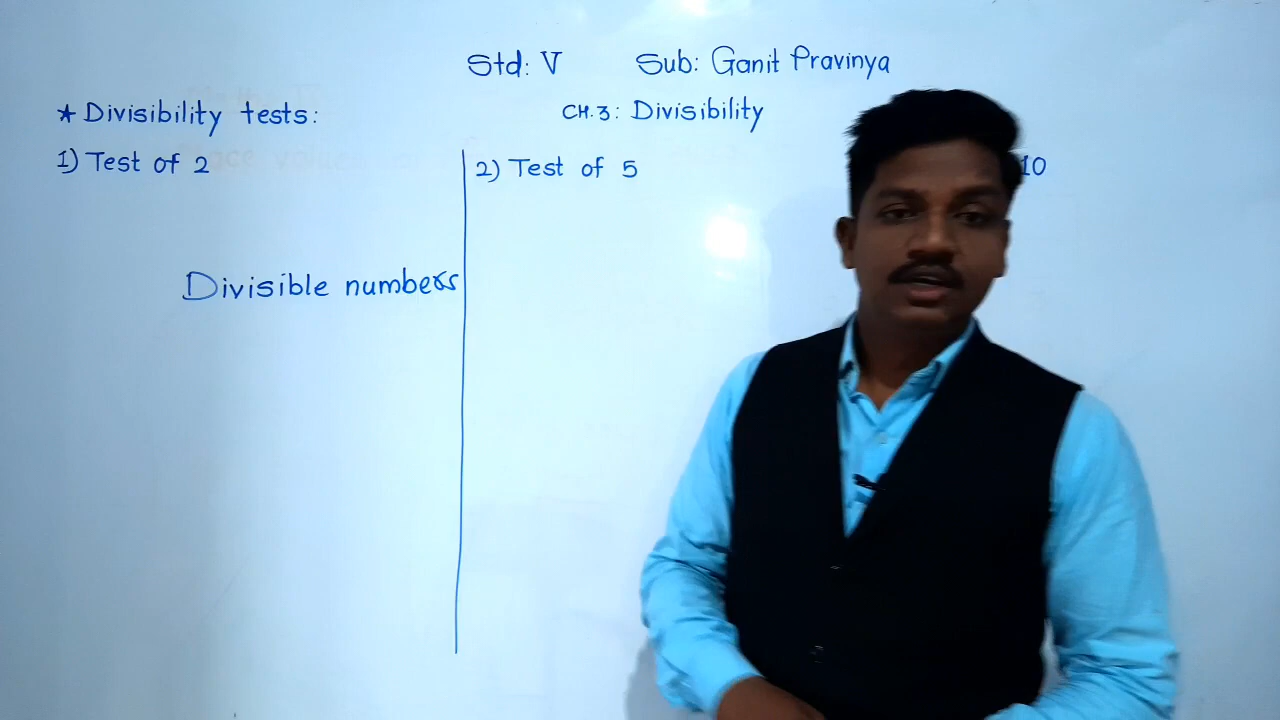 Std: V Sub: Ganit Pravinya
★ Divisibility tests: CH.3: Divisibility
1) Test of 2 2) Test of 5 10
Divisible numbers